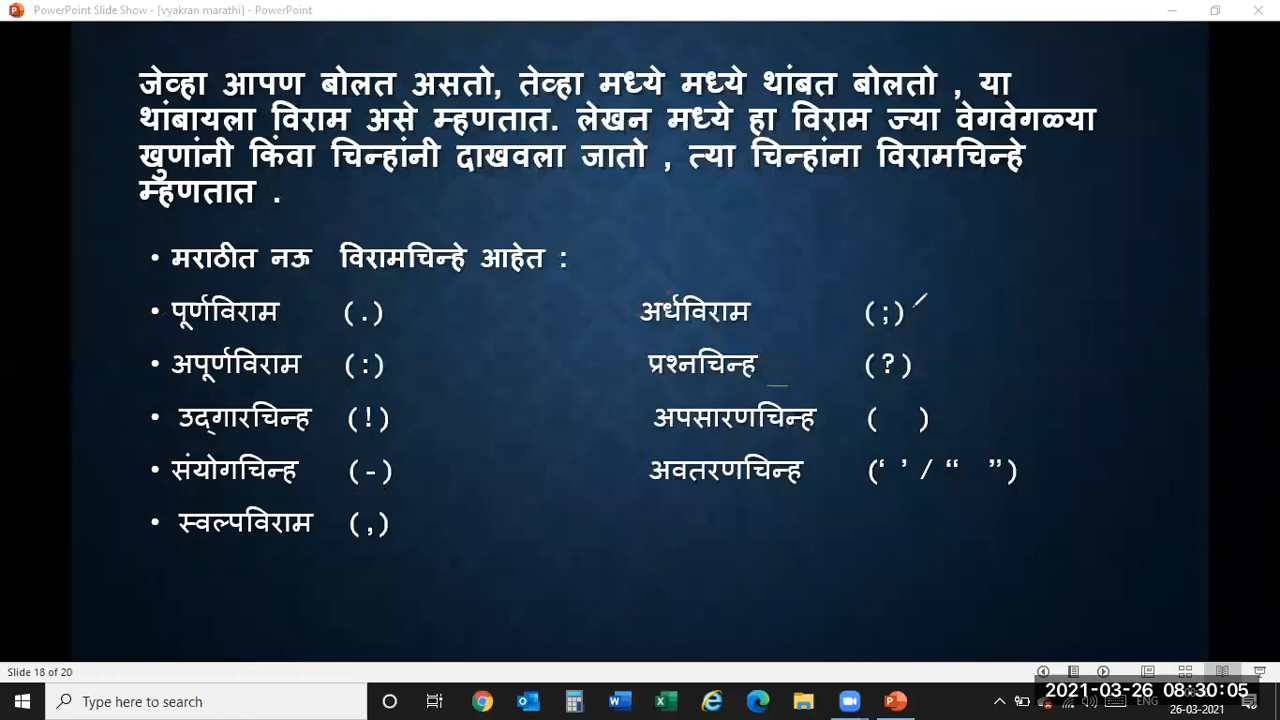 PowerPoint Slide Show - [vyakran marathi] - PowerPoint
जेव्हा आपण बोलत असतो, तेव्हा मध्ये मध्ये थांबत बोलतो , या
थांबायला विराम असे म्हणतात. लेखन मध्ये हा विराम ज्या वेगवेगळ्या
खुणांनी किंवा चिन्हांनी दाखवला जातो , त्या चिन्हांना विरामचिन्हे
म्हणतात .
• मराठीत नऊ विरामचिन्हे आहेत :
• पूर्णविराम (.) अर्धविराम (;)
• अपूर्णविराम (:) प्रश्नचिन्ह (?)
• उद्‌गारचिन्ह (!) अपसारणचिन्ह ( )
• संयोगचिन्ह (-) अवतरणचिन्ह (‘ ’ / “ ”)
• स्वल्पविराम (,)
Slide 18 of 20
2021-03-26 08:30:05
Type here to search
ENG
26-03-2021